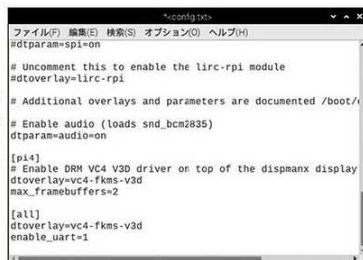 *<config.txt>
ファイル(F) 編集(E) 検索(S) オプション(O) ヘルプ(H)
#dtparam=spi=on
# Uncomment this to enable the lirc-rpi module
#dtoverlay=lirc-rpi
# Additional overlays and parameters are documented /boot/
# Enable audio (loads snd_bcm2835)
dtparam=audio=on
[pi4]
# Enable DRM VC4 V3D driver on top of the dispmanx display
dtoverlay=vc4-fkms-v3d
max_framebuffers=2
[all]
dtoverlay=vc4-fkms-v3d
enable_uart=1